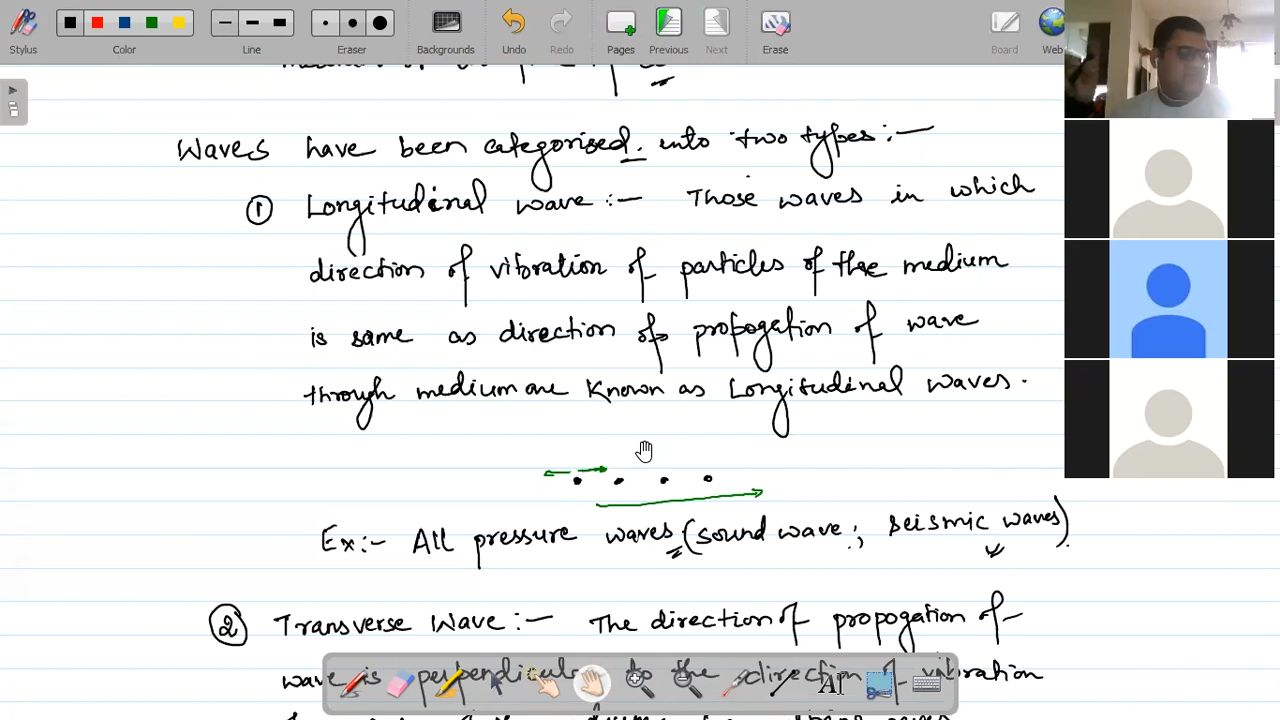 Stylus
Color
Line
Eraser
Backgrounds
Undo
Redo
Pages
Previous
Next
Erase
Board
Web
Waves have been categorised. into two types:-
① Longitudinal wave :- Those waves in which
direction of vibration of particles of the medium
is same as direction of propogation of wave
through medium are known as Longitudinal waves.
Ex:- All pressure waves (sound wave ; seismic waves)
② Transverse Wave :- The direction of propogation of
wave is perpendicular to the direction of vibration